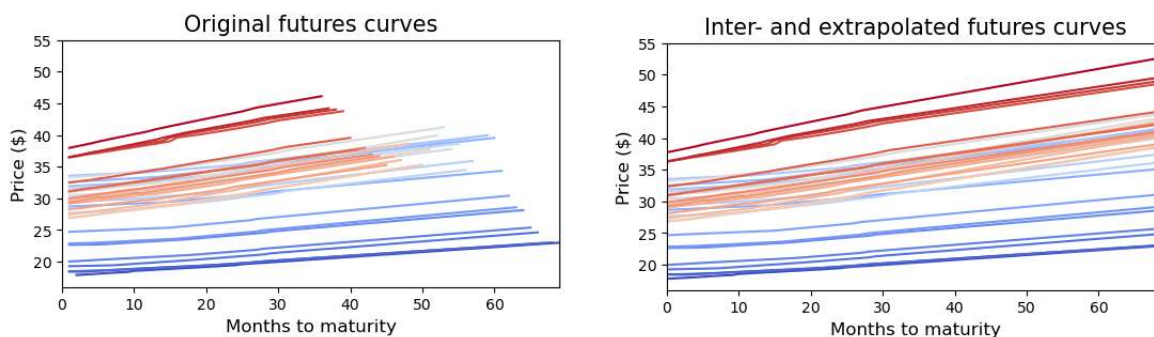 Original futures curves
55
50
45
40
35
30
25
20
Price ($)
0 10 20 30 40 50 60
Months to maturity
Inter- and extrapolated futures curves
55
50
45
40
35
30
25
20
Price ($)
0 10 20 30 40 50 60
Months to maturity